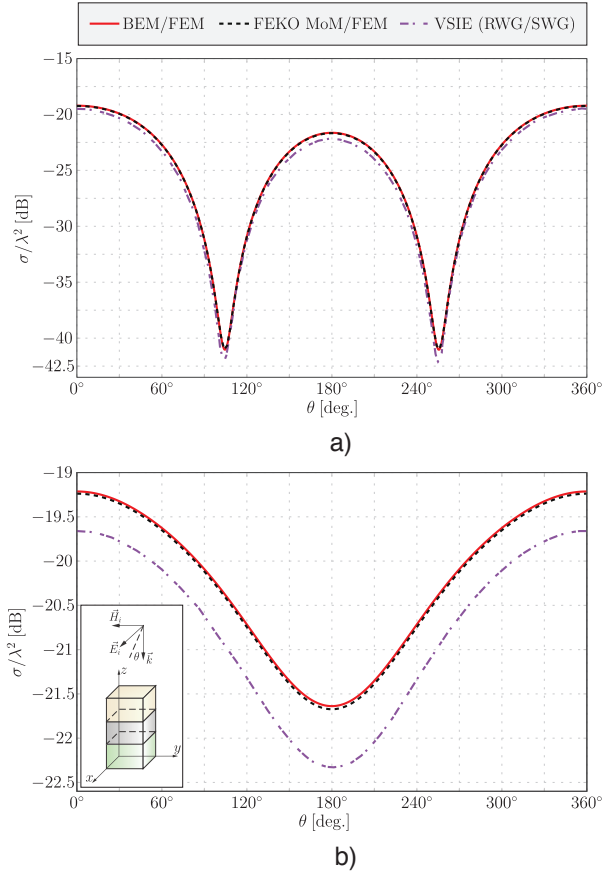 BEM/FEM FEKO MoM/FEM VSIE (RWG/SWG)
−15
−20
−25
−30
−35
−40
−42.5
σ/λ² [dB]
0° 60° 120° 180° 240° 300° 360°
θ [deg.]
a)
−19
−19.5
−20
−20.5
−21
−21.5
−22
−22.5
σ/λ² [dB]
H⃗i
E⃗i θ k⃗
z
y
x
0° 60° 120° 180° 240° 300° 360°
θ [deg.]
b)